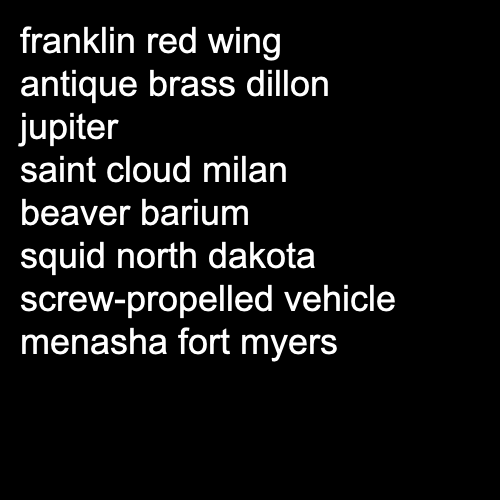 franklin red wing
antique brass dillon
jupiter
saint cloud milan
beaver barium
squid north dakota
screw-propelled vehicle
menasha fort myers